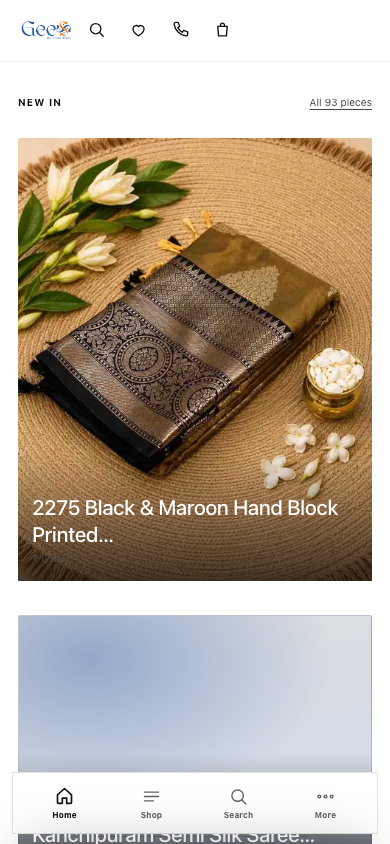 Gee
NEW IN
All 93 pieces
2275 Black & Maroon Hand Block
Printed...
Kanchipuram Semi Silk Saree...
Home
Shop
Search
More